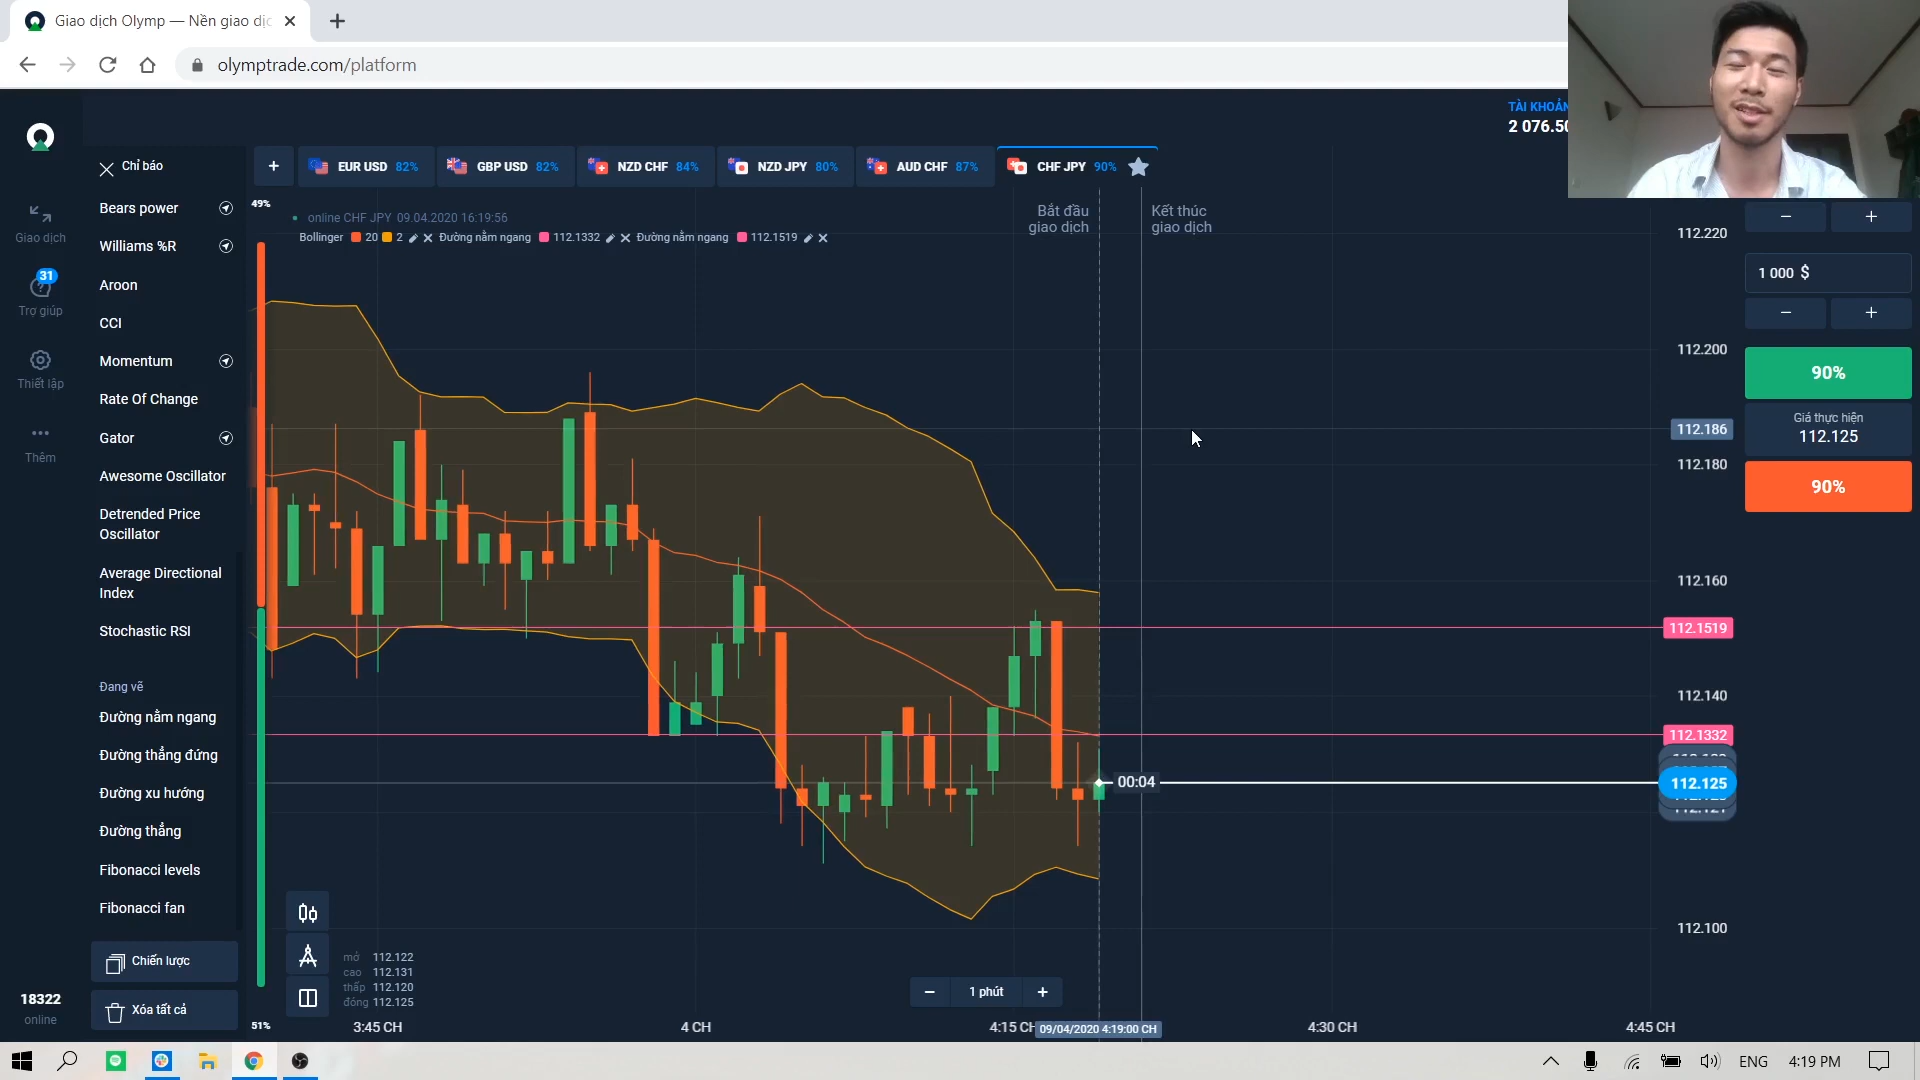 Giao dịch Olymp — Nền giao dịc
olymptrade.com/platform
TÀI KHOẢN
2 076.50
Chỉ báo
+
EUR USD 82%
GBP USD 82%
NZD CHF 84%
NZD JPY 80%
AUD CHF 87%
CHF JPY 90%
Giao dịch
31
Trợ giúp
Thiết lập
Thêm
18322
online
Bears power
Williams %R
Aroon
CCI
Momentum
Rate Of Change
Gator
Awesome Oscillator
Detrended Price
Oscillator
Average Directional
Index
Stochastic RSI
Đang vẽ
Đường nằm ngang
Đường thẳng đứng
Đường xu hướng
Đường thẳng
Fibonacci levels
Fibonacci fan
Chiến lược
Xóa tất cả
49%
51%
online CHF JPY 09.04.2020 16:19:56
Bollinger 20 2 Đường nằm ngang 112.1332 Đường nằm ngang 112.1519
Bắt đầu
giao dịch
Kết thúc
giao dịch
00:04
112.220
112.200
112.186
112.180
112.160
112.1519
112.140
112.1332
112.125
112.100
1 000 $
90%
Giá thực hiện
112.125
90%
mở 112.122
cao 112.131
thấp 112.120
đóng 112.125
− 1 phút +
3:45 CH
4 CH
4:15 CH
09/04/2020 4:19:00 CH
4:30 CH
4:45 CH
ENG
4:19 PM